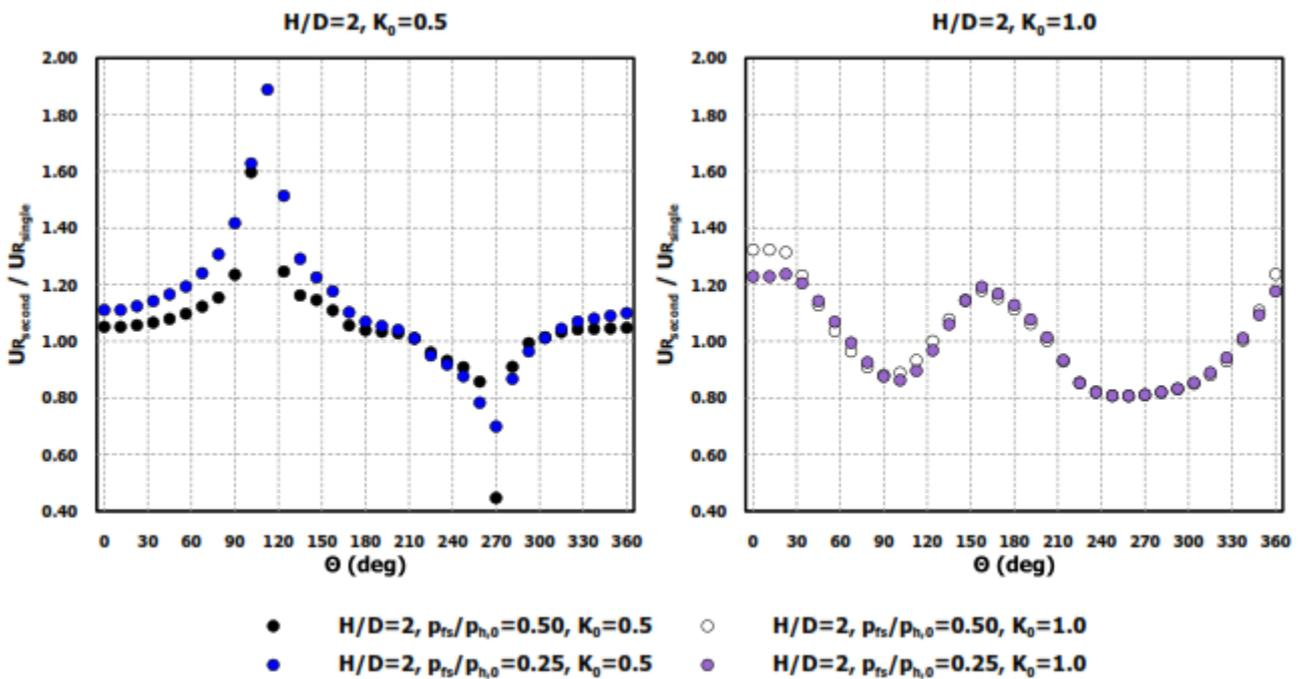 H/D=2, K0=0.5
2.00
1.80
1.60
1.40
1.20
1.00
0.80
0.60
0.40
URsecond / URsingle
0 30 60 90 120 150 180 210 240 270 300 330 360
Θ (deg)
H/D=2, K0=1.0
2.00
1.80
1.60
1.40
1.20
1.00
0.80
0.60
0.40
URsecond / URsingle
0 30 60 90 120 150 180 210 240 270 300 330 360
Θ (deg)
H/D=2, pfs/ph,0=0.50, K0=0.5
H/D=2, pfs/ph,0=0.50, K0=1.0
H/D=2, pfs/ph,0=0.25, K0=0.5
H/D=2, pfs/ph,0=0.25, K0=1.0